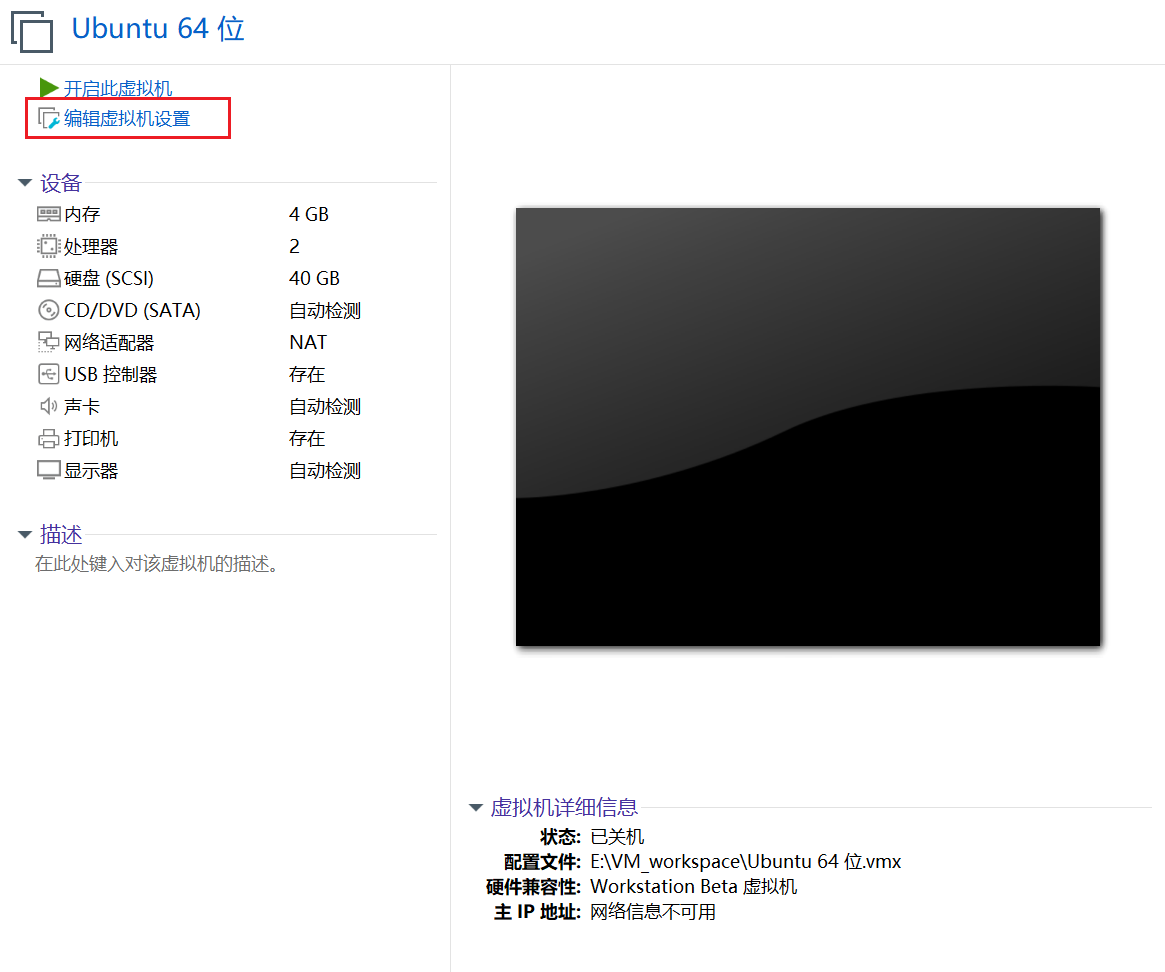 Ubuntu 64 位
开启此虚拟机
编辑虚拟机设置
设备
内存 4 GB
处理器 2
硬盘 (SCSI) 40 GB
CD/DVD (SATA) 自动检测
网络适配器 NAT
USB 控制器 存在
声卡 自动检测
打印机 存在
显示器 自动检测
描述
在此处键入对该虚拟机的描述。
虚拟机详细信息
状态: 已关机
配置文件: E:\VM_workspace\Ubuntu 64 位.vmx
硬件兼容性: Workstation Beta 虚拟机
主 IP 地址: 网络信息不可用